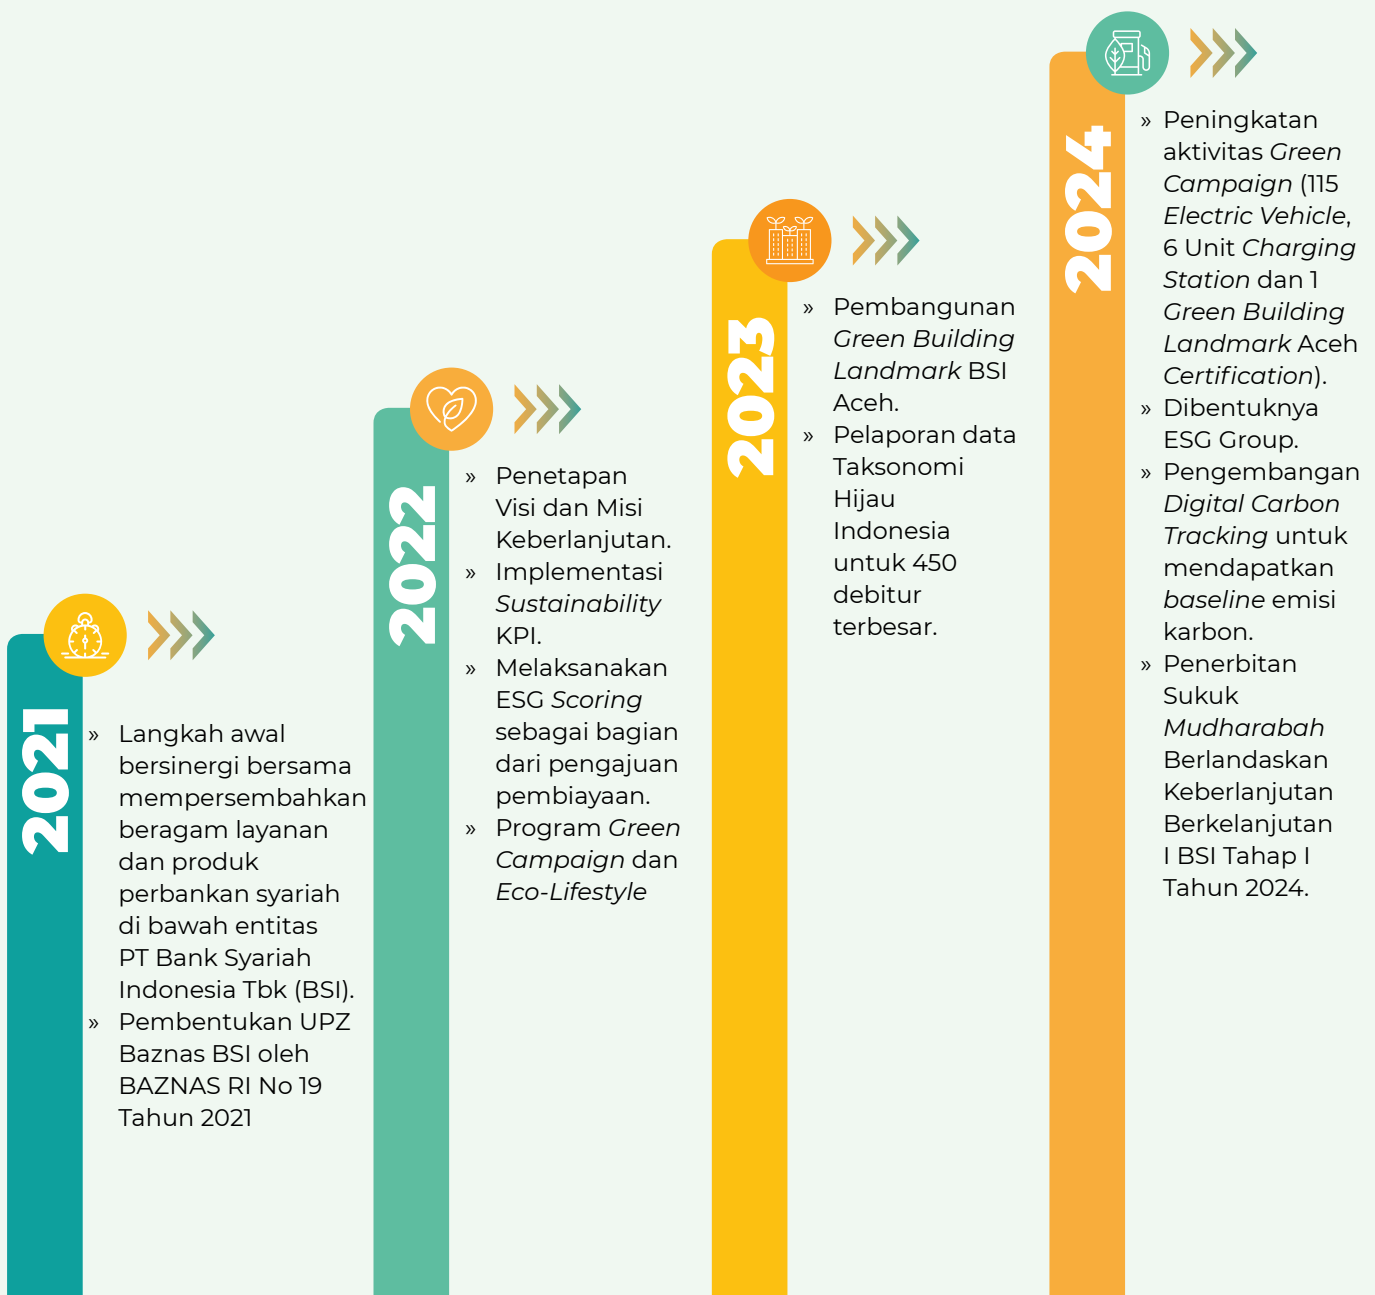 2021
» Langkah awal
bersinergi bersama
mempersembahkan
beragam layanan
dan produk
perbankan syariah
di bawah entitas
PT Bank Syariah
Indonesia Tbk (BSI).
» Pembentukan UPZ
Baznas BSI oleh
BAZNAS RI No 19
Tahun 2021
2022
» Penetapan
Visi dan Misi
Keberlanjutan.
» Implementasi
Sustainability
KPI.
» Melaksanakan
ESG Scoring
sebagai bagian
dari pengajuan
pembiayaan.
» Program Green
Campaign dan
Eco-Lifestyle
2023
» Pembangunan
Green Building
Landmark BSI
Aceh.
» Pelaporan data
Taksonomi
Hijau
Indonesia
untuk 450
debitur
terbesar.
2024
» Peningkatan
aktivitas Green
Campaign (115
Electric Vehicle,
6 Unit Charging
Station dan 1
Green Building
Landmark Aceh
Certification).
» Dibentuknya
ESG Group.
» Pengembangan
Digital Carbon
Tracking untuk
mendapatkan
baseline emisi
karbon.
» Penerbitan
Sukuk
Mudharabah
Berlandaskan
Keberlanjutan
Berkelanjutan
I BSI Tahap I
Tahun 2024.